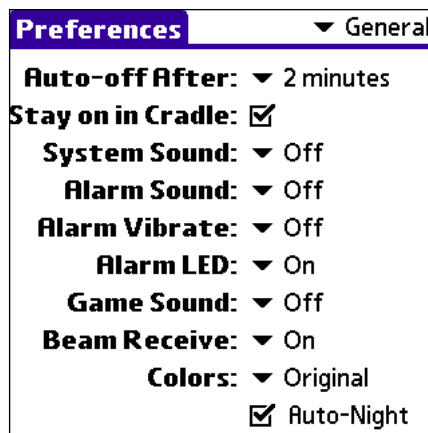 Preferences General
Auto-off After: 2 minutes
Stay on in Cradle:
System Sound: Off
Alarm Sound: Off
Alarm Vibrate: Off
Alarm LED: On
Game Sound: Off
Beam Receive: On
Colors: Original
Auto-Night